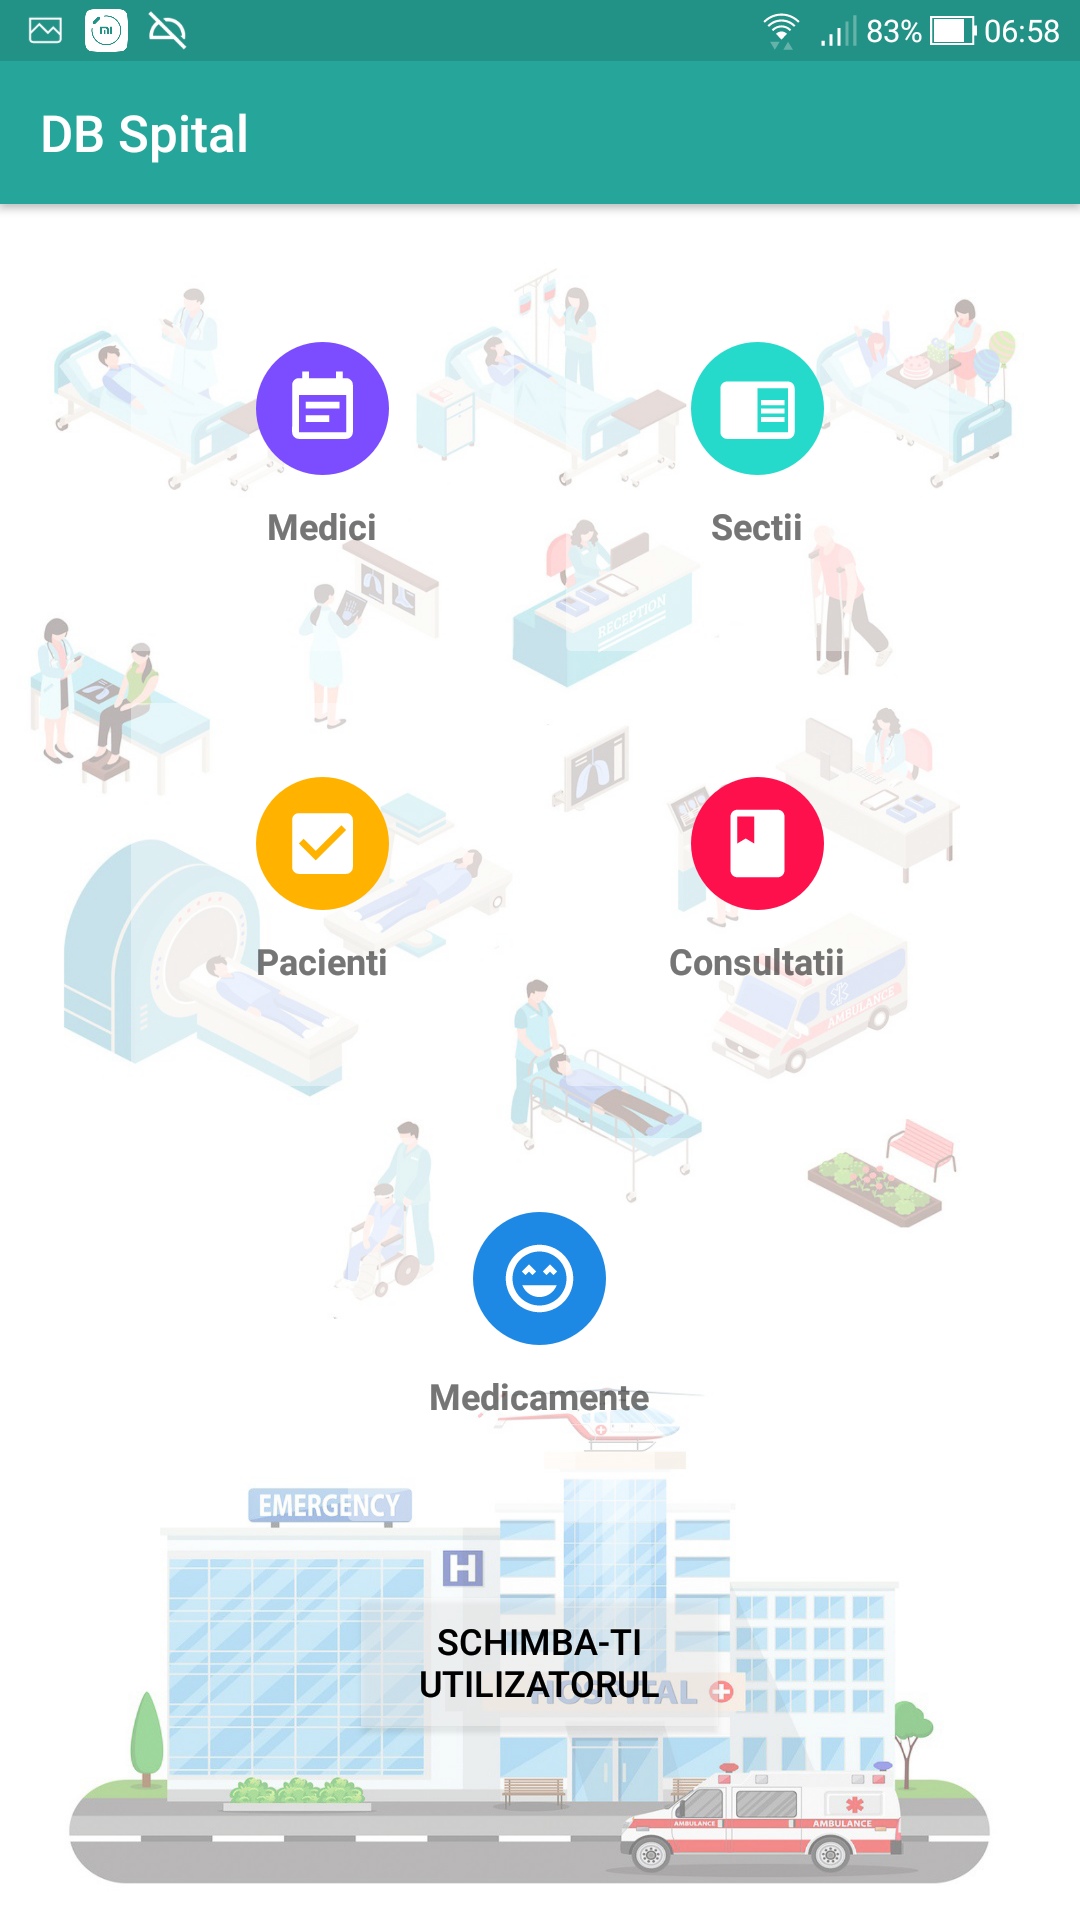 83% 06:58
DB Spital
Medici
Sectii
RECEPTION
Pacienti
Consultatii
AMBULANCE
Medicamente
EMERGENCY
H
SCHIMBA-TI
UTILIZATORUL
HOSPITAL
AMBULANCE AMBULANCE